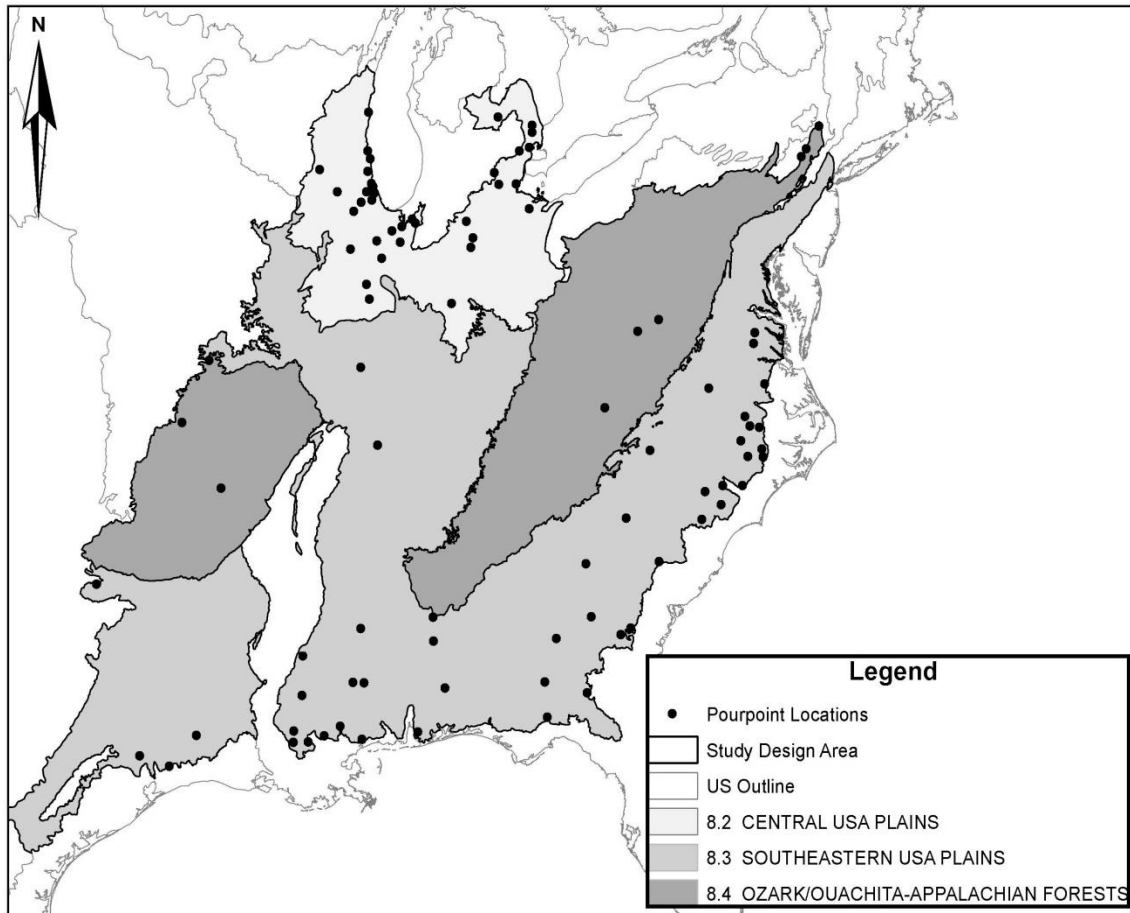 N
Legend
Pourpoint Locations
Study Design Area
US Outline
8.2 CENTRAL USA PLAINS
8.3 SOUTHEASTERN USA PLAINS
8.4 OZARK/OUACHITA-APPALACHIAN FORESTS